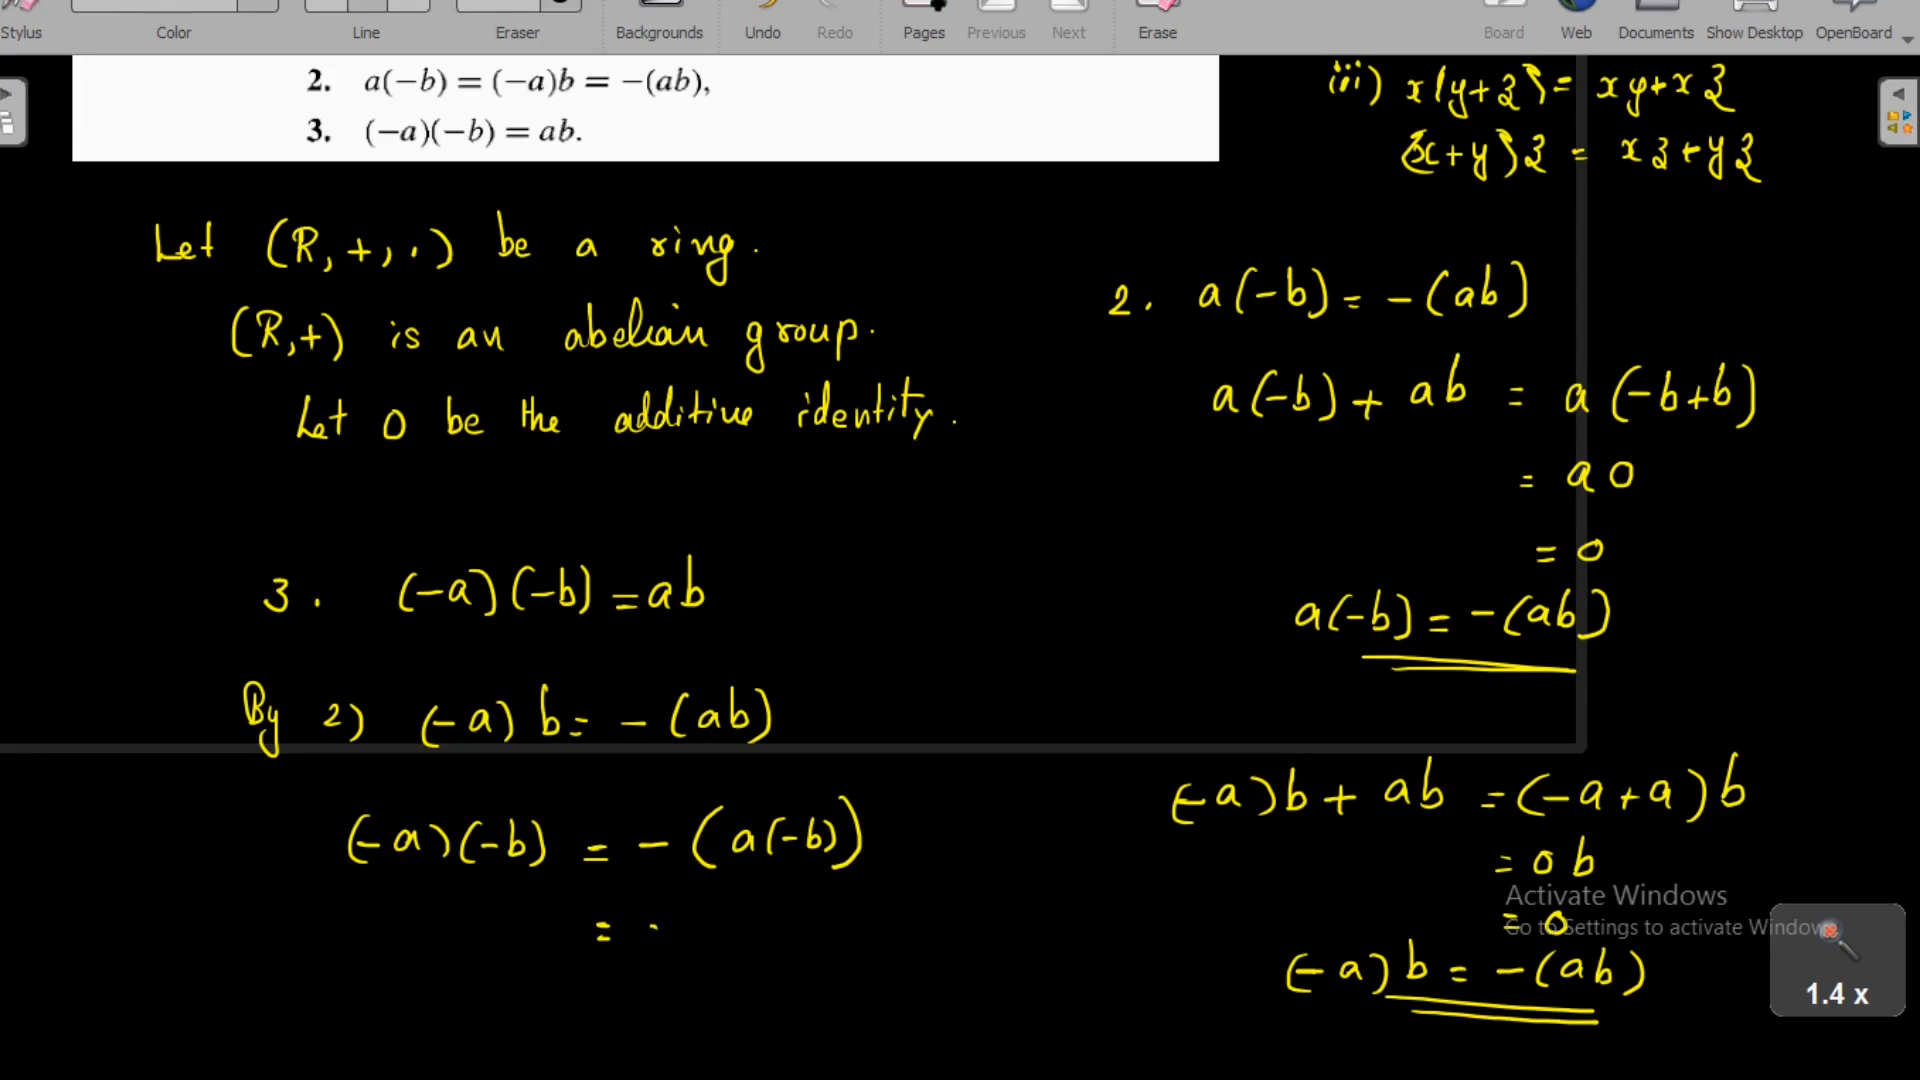 Stylus Color Line Eraser Backgrounds Undo Redo Pages Previous Next Erase Board Web Documents Show Desktop OpenBoard
2. a(−b) = (−a)b = −(ab),
3. (−a)(−b) = ab.
iii) x(y+z) = xy+xz
(x+y)z = xz+yz
Let (R, +, .) be a ring.
(R,+) is an abelian group.
Let 0 be the additive identity.
3. (-a)(-b) = ab
By 2) (-a) b = -(ab)
(-a)(-b) = -(a(-b))
=
2. a(-b) = -(ab)
a(-b) + ab = a(-b+b)
= a0
= 0
a(-b) = -(ab)
(-a)b + ab = (-a+a)b
= 0b
= 0
(-a)b = -(ab)
Activate Windows
Go to Settings to activate Windows
1.4 x